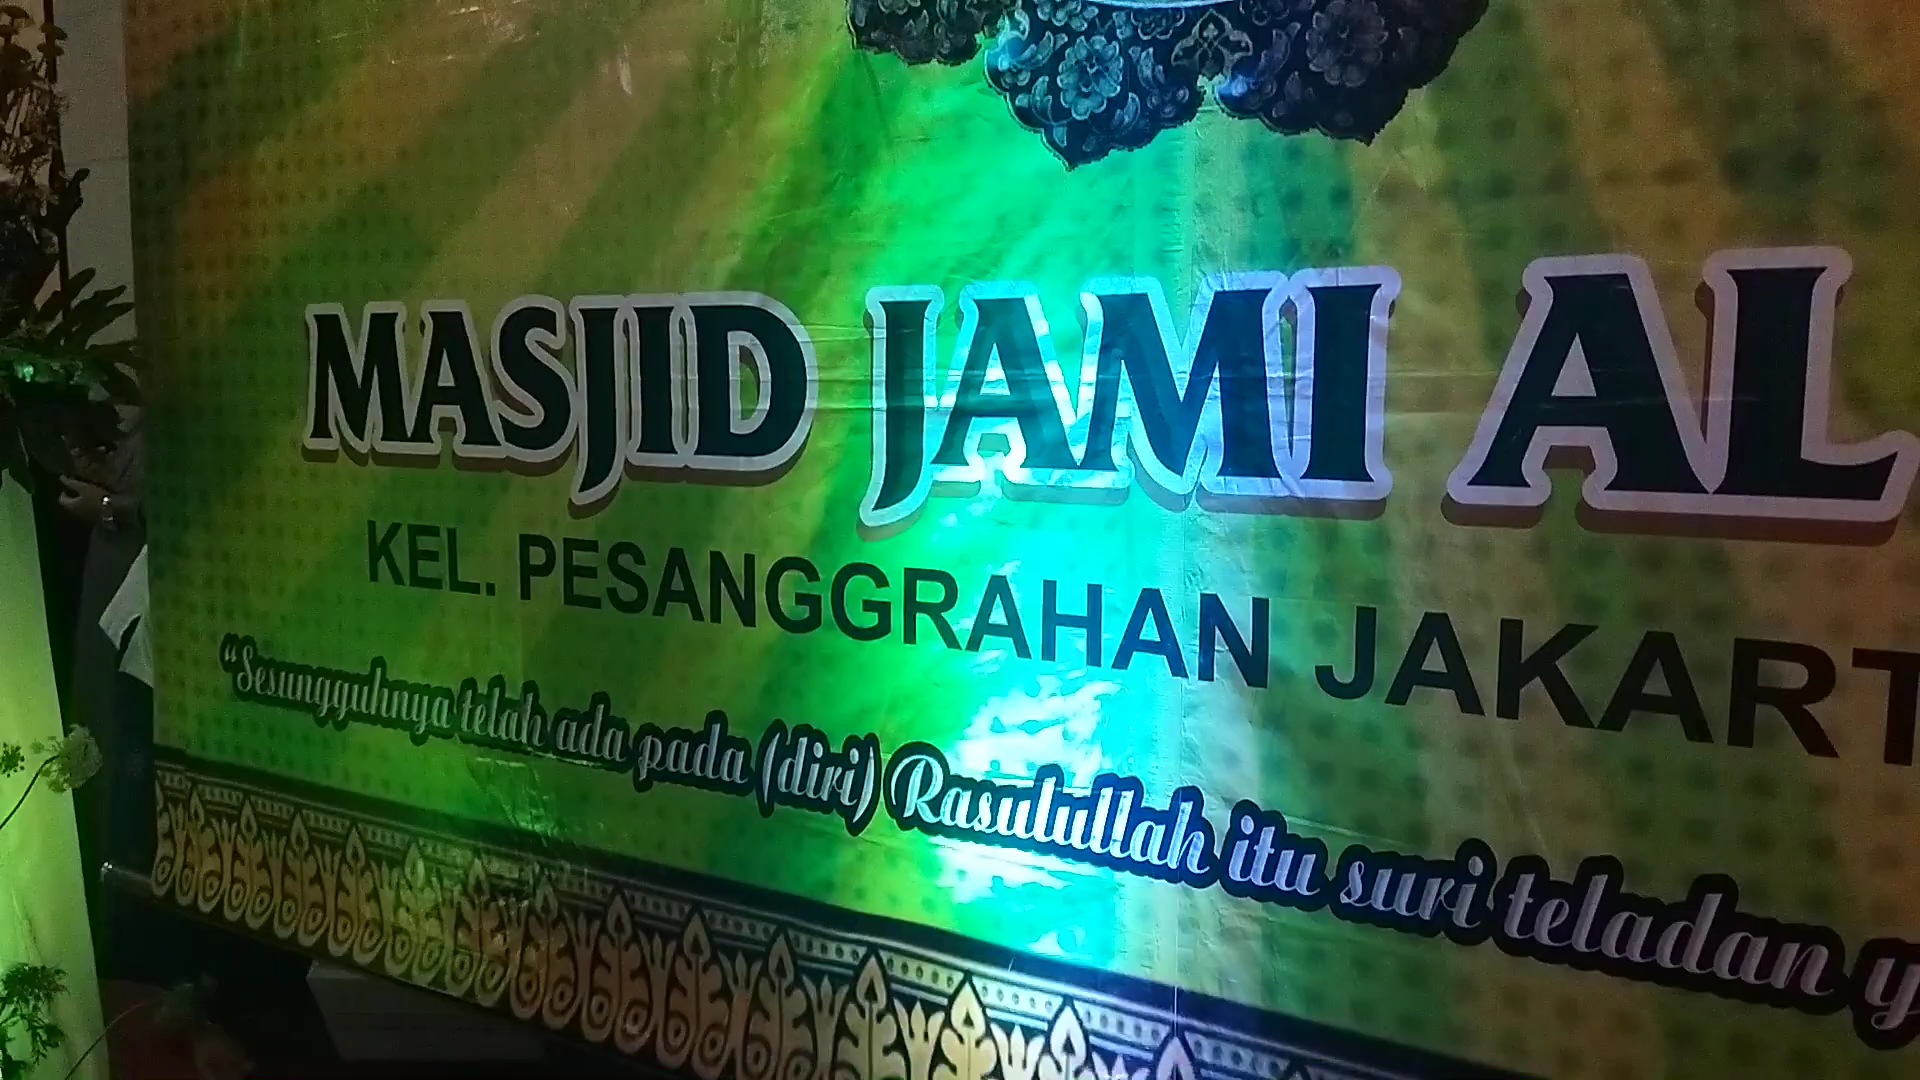 MASJID JAMI AL
KEL. PESANGGRAHAN JAKART
“Sesungguhnya telah ada pada (diri) Rasulullah itu suri teladan y